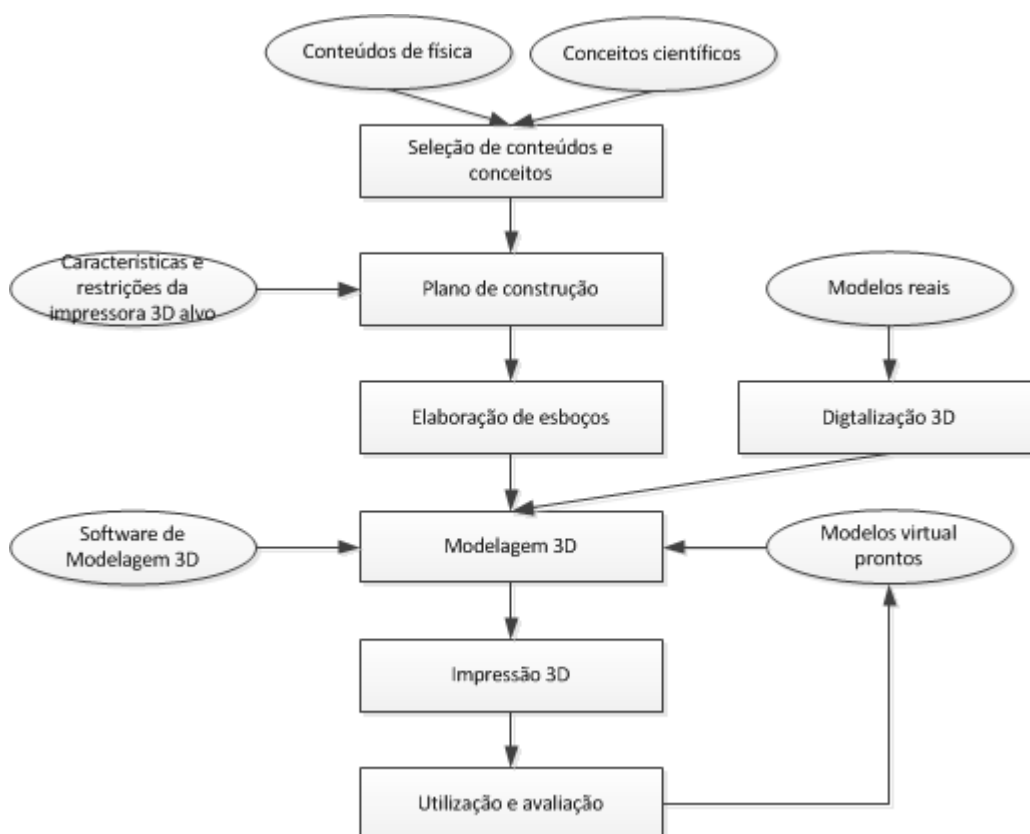 Conteúdos de física
Conceitos científicos
Seleção de conteúdos e
conceitos
Características e
restrições da
impressora 3D alvo
Plano de construção
Modelos reais
Elaboração de esboços
Digtalização 3D
Software de
Modelagem 3D
Modelagem 3D
Modelos virtual
prontos
Impressão 3D
Utilização e avaliação